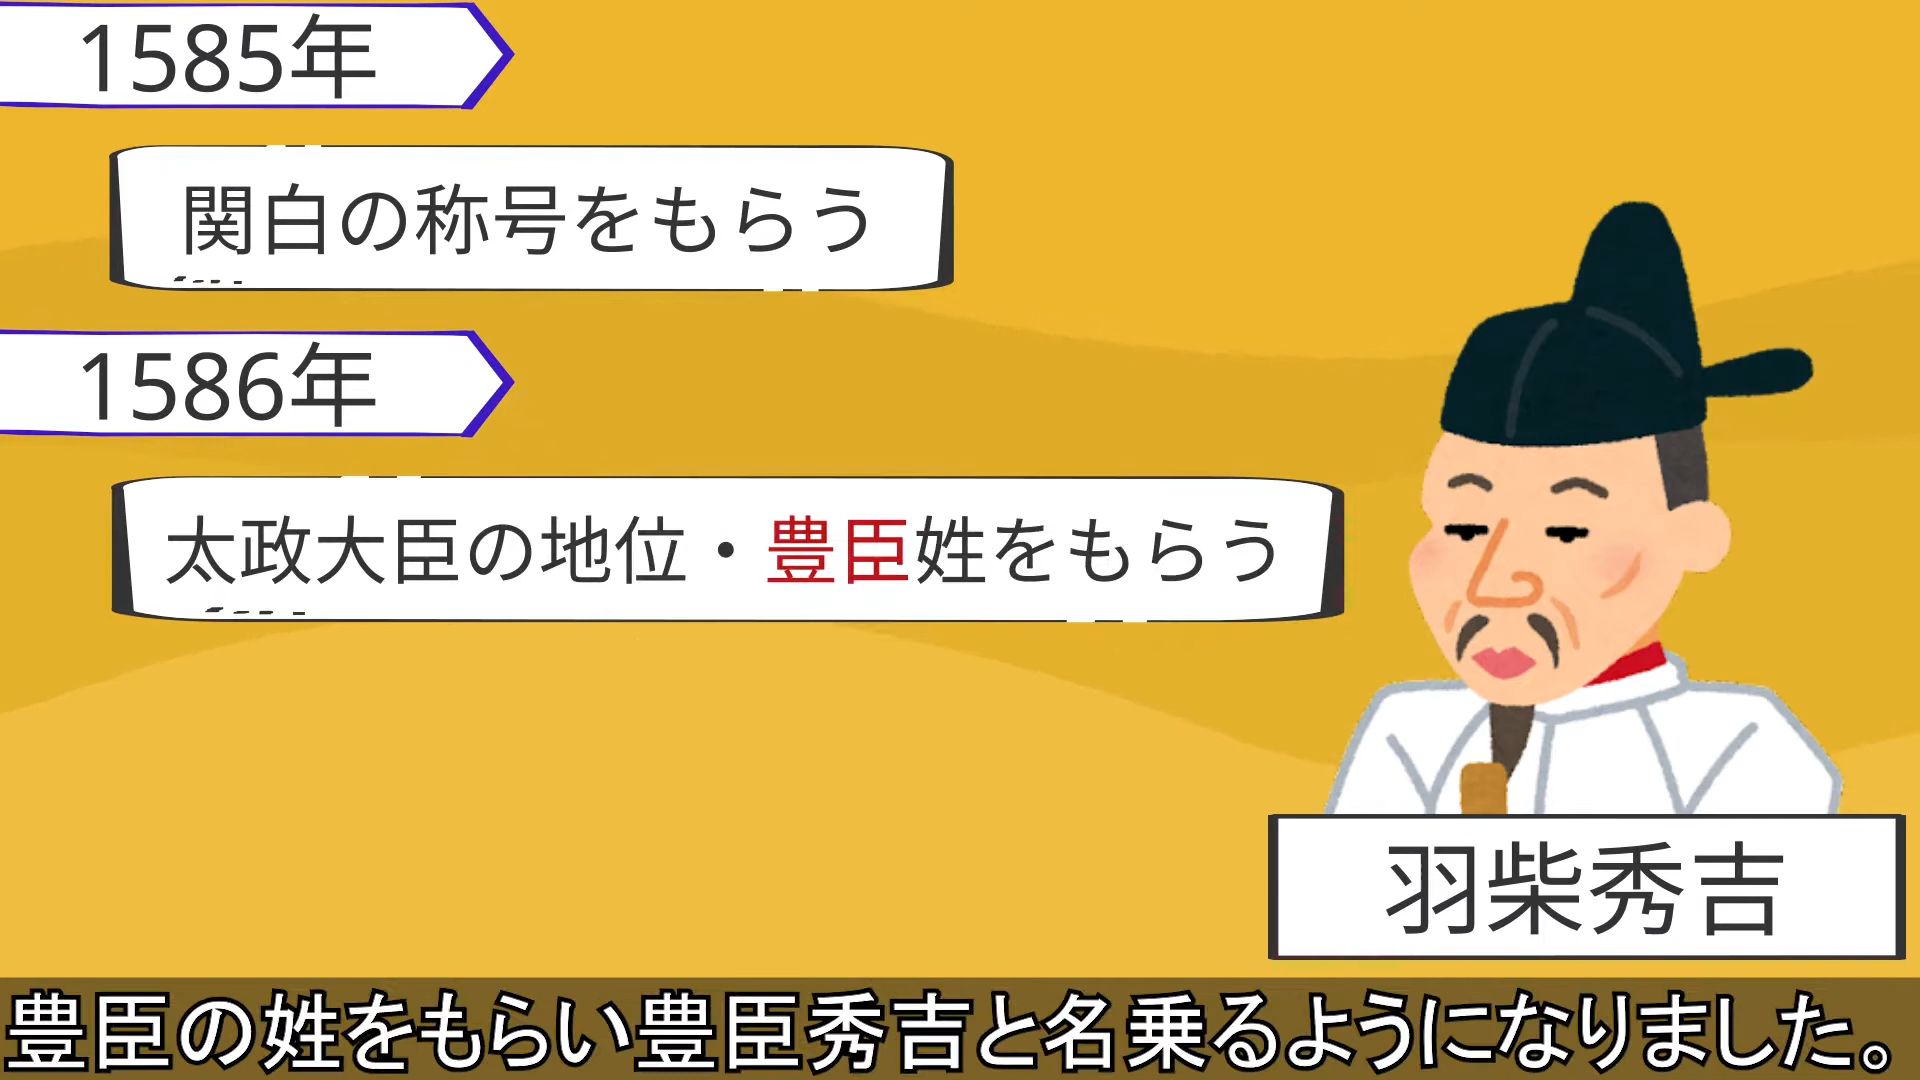 1585年
関白の称号をもらう
1586年
太政大臣の地位・豊臣姓をもらう
羽柴秀吉
豊臣の姓をもらい豊臣秀吉と名乗るようになりました。